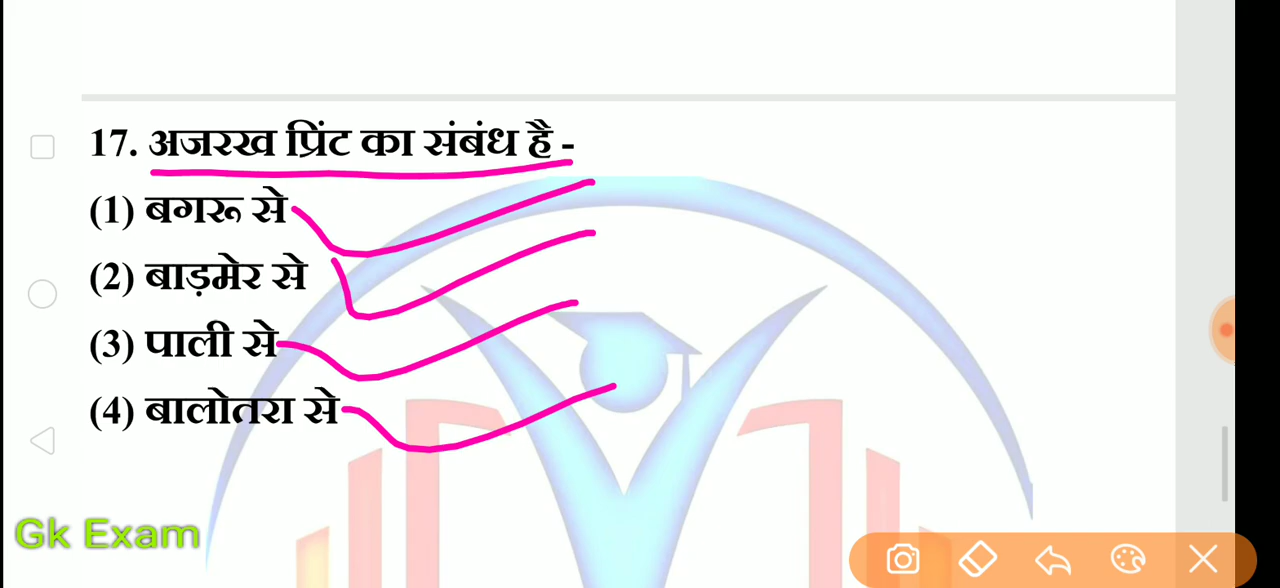 17. अजरख प्रिंट का संबंध है -
(1) बगरू से
(2) बाड़मेर से
(3) पाली से
(4) बालोतरा से
Gk Exam